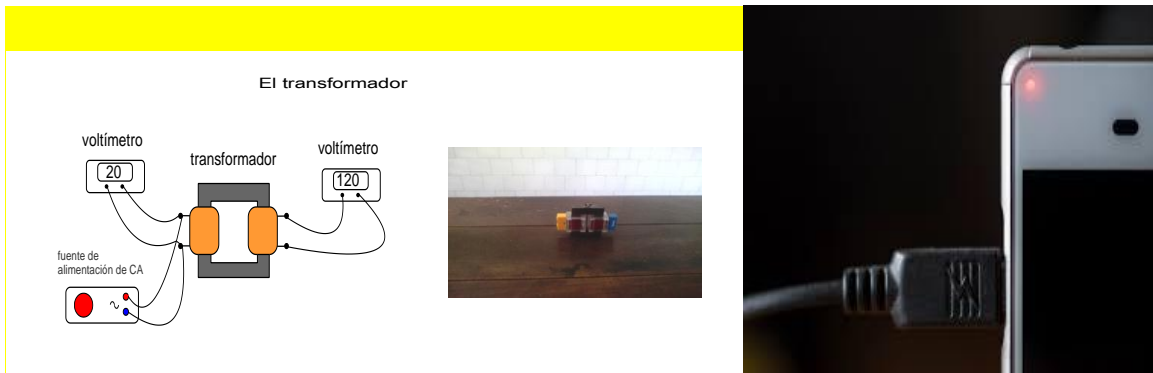 El transformador
voltímetro
20
transformador
voltímetro
120
fuente de
alimentación de CA